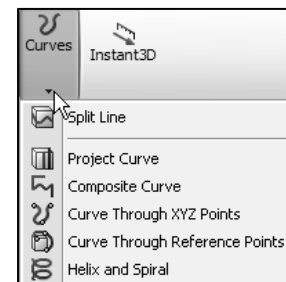 Curves
Instant3D
Split Line
Project Curve
Composite Curve
Curve Through XYZ Points
Curve Through Reference Points
Helix and Spiral